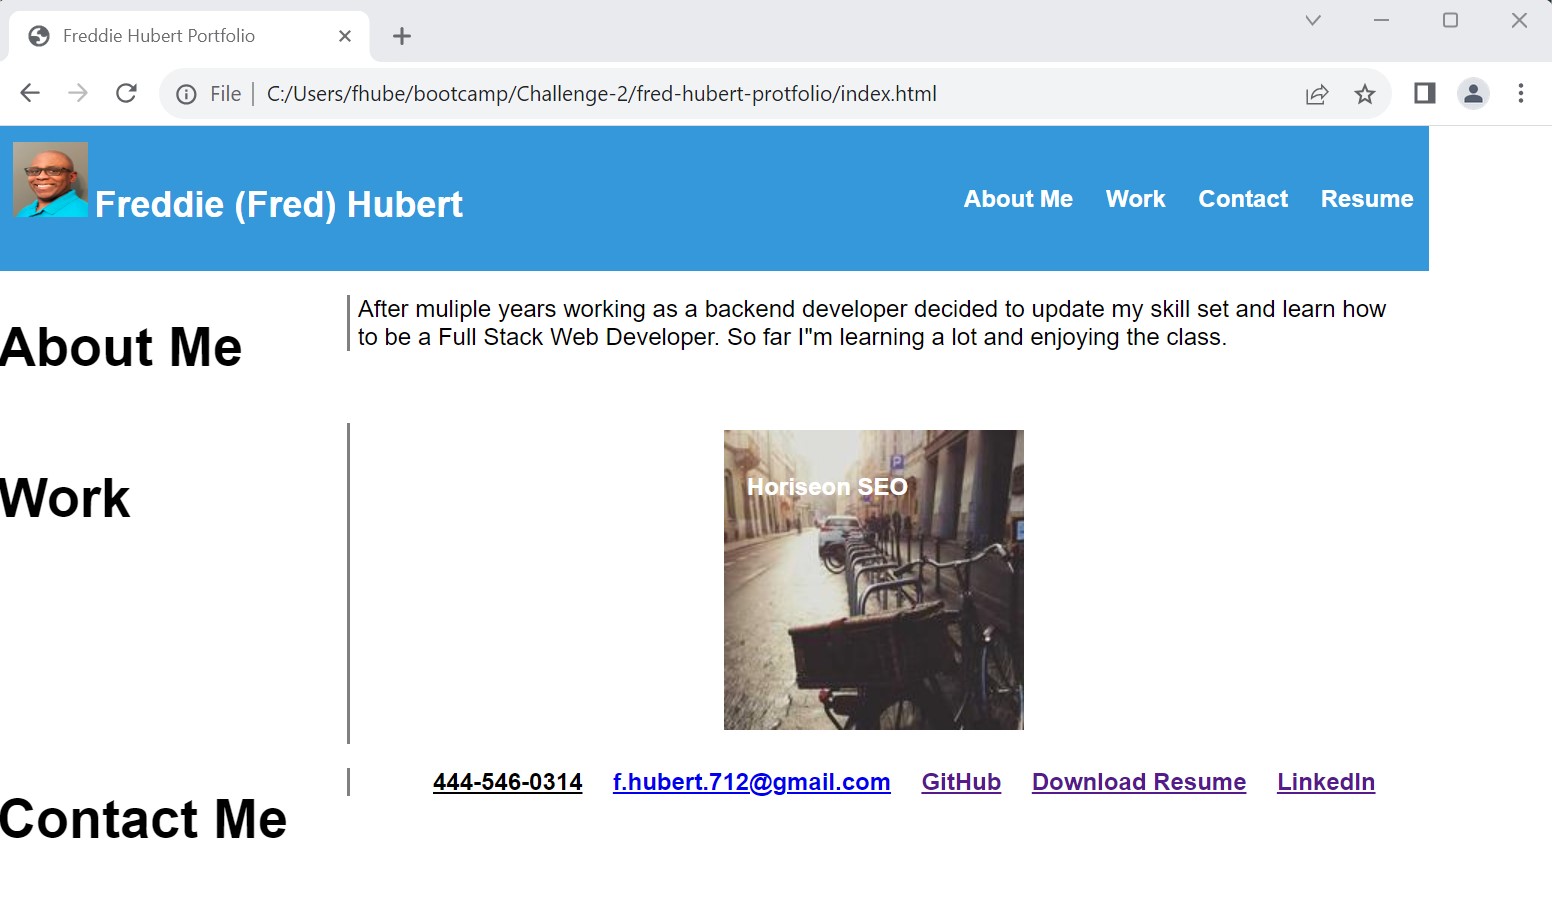 Freddie Hubert Portfolio
File | C:/Users/fhube/bootcamp/Challenge-2/fred-hubert-protfolio/index.html
Freddie (Fred) Hubert
About Me Work Contact Resume
About Me
After muliple years working as a backend developer decided to update my skill set and learn how
to be a Full Stack Web Developer. So far I"m learning a lot and enjoying the class.
Work
P
Horiseon SEO
Contact Me
444-546-0314 f.hubert.712@gmail.com GitHub Download Resume LinkedIn